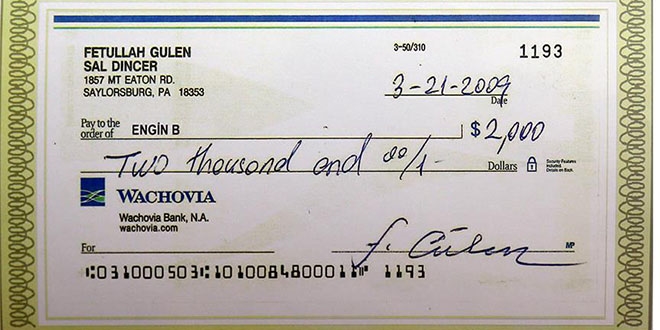 FETULLAH GULEN
SAL DINCER
1857 MT EATON RD.
SAYLORSBURG, PA 18353
3-50/310
1193
3-21-2009
Date
Pay to the
order of ENGİN B
$ 2,000
Two thousand and 00/1-
Dollars
Security Features
Included.
Details on Back.
WACHOVIA
Wachovia Bank, N.A.
wachovia.com
For
f. Gülen
MP
⑆031000503⑆1010084800011⑈ 1193